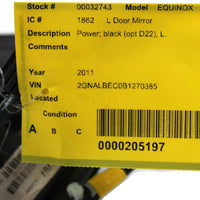 Stock # 00032743 Model EQUINOX
IC # 1862 L Door Mirror
Description Power; black (opt D22), L.
Comments
Year 2011
VIN 2GNALBEC0B1270385
Located
Condition
A B C
0000205197